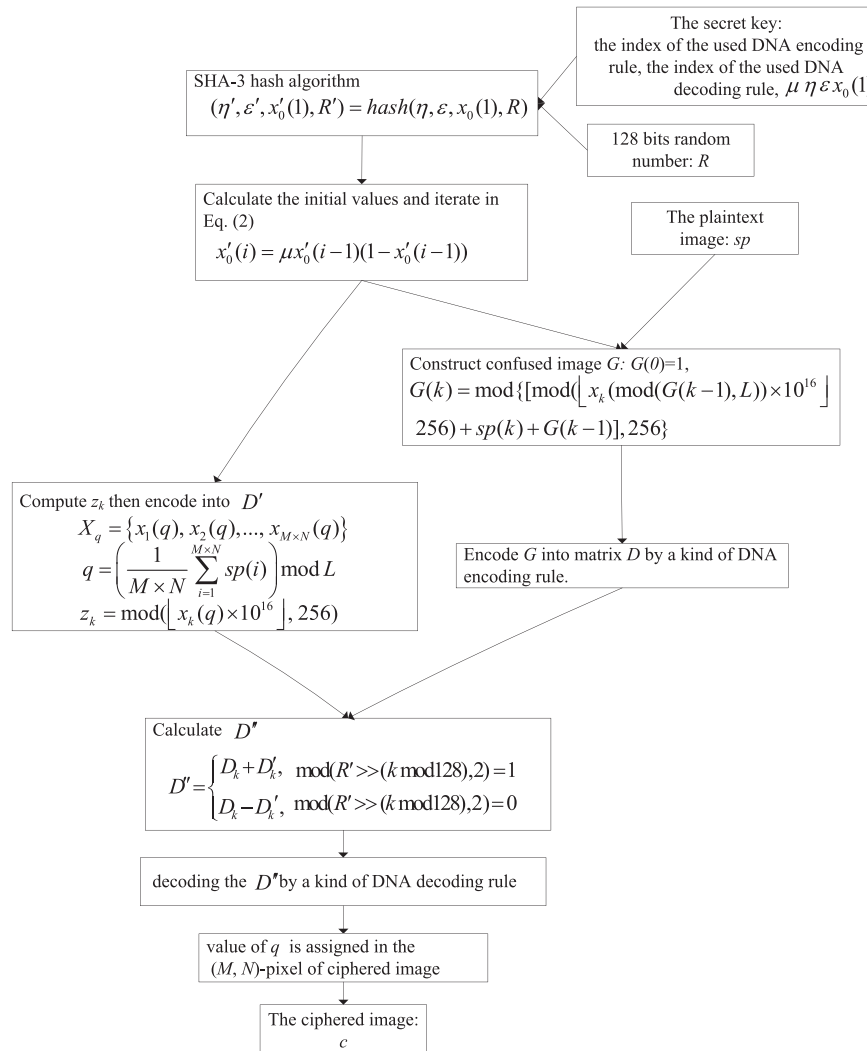 The secret key:
the index of the used DNA encoding
rule, the index of the used DNA
decoding rule, μ η ε x₀(1
SHA-3 hash algorithm
(η′, ε′, x′₀(1), R′) = hash(η, ε, x₀(1), R)
128 bits random
number: R
Calculate the initial values and iterate in
Eq. (2)
x′₀(i) = μx′₀(i−1)(1−x′₀(i−1))
The plaintext
image: sp
Construct confused image G: G(0)=1,
G(k) = mod{[mod(⌊x_k(mod(G(k−1), L))×10¹⁶⌋
256) + sp(k) + G(k−1)], 256}
Compute z_k then encode into D′
X_q = {x₁(q), x₂(q),..., x_{M×N}(q)}
q = (1/(M×N) ∑_{i=1}^{M×N} sp(i)) mod L
z_k = mod(⌊x_k(q)×10¹⁶⌋, 256)
Encode G into matrix D by a kind of DNA
encoding rule.
Calculate D″
D″ = { D_k + D′_k, mod(R′ >> (k mod128),2) = 1
D_k − D_k′, mod(R′ >> (k mod128),2) = 0
decoding the D″ by a kind of DNA decoding rule
value of q is assigned in the
(M, N)-pixel of ciphered image
The ciphered image:
c